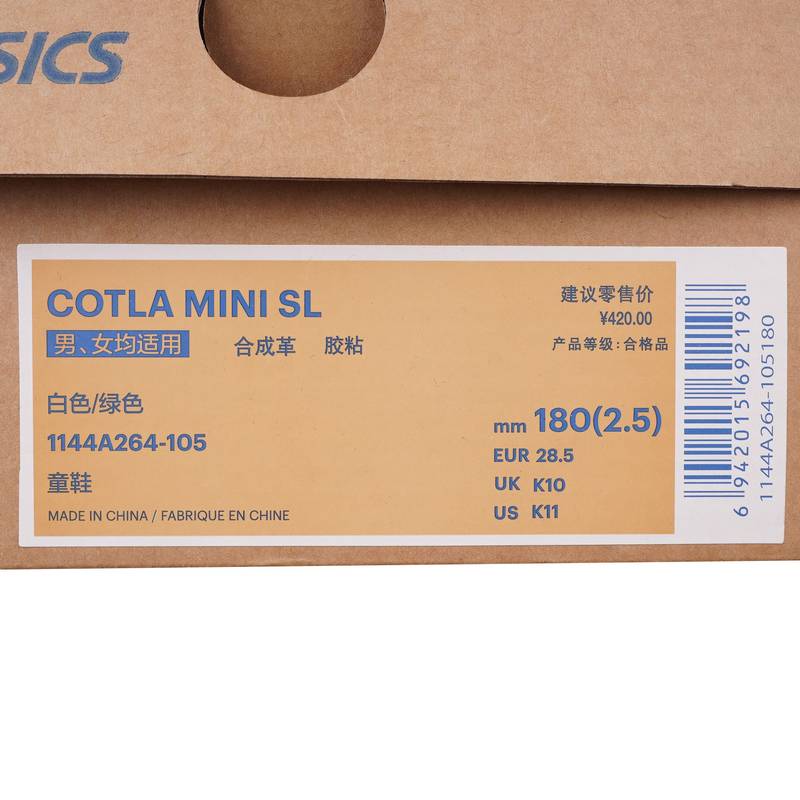 SICS
COTLA MINI SL
男、女均适用 合成革 胶粘
建议零售价
¥420.00
产品等级:合格品
白色/绿色
1144A264-105
童鞋
MADE IN CHINA / FABRIQUE EN CHINE
mm 180(2.5)
EUR 28.5
UK K10
US K11
6 942015 692198
1144A264-105180